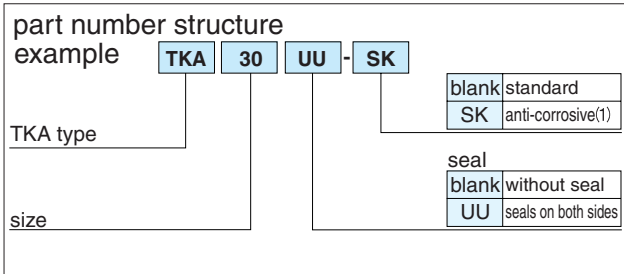 part number structure
example TKA 30 UU - SK
blank standard
SK anti-corrosive(1)
TKA type
seal
blank without seal
UU seals on both sides
size